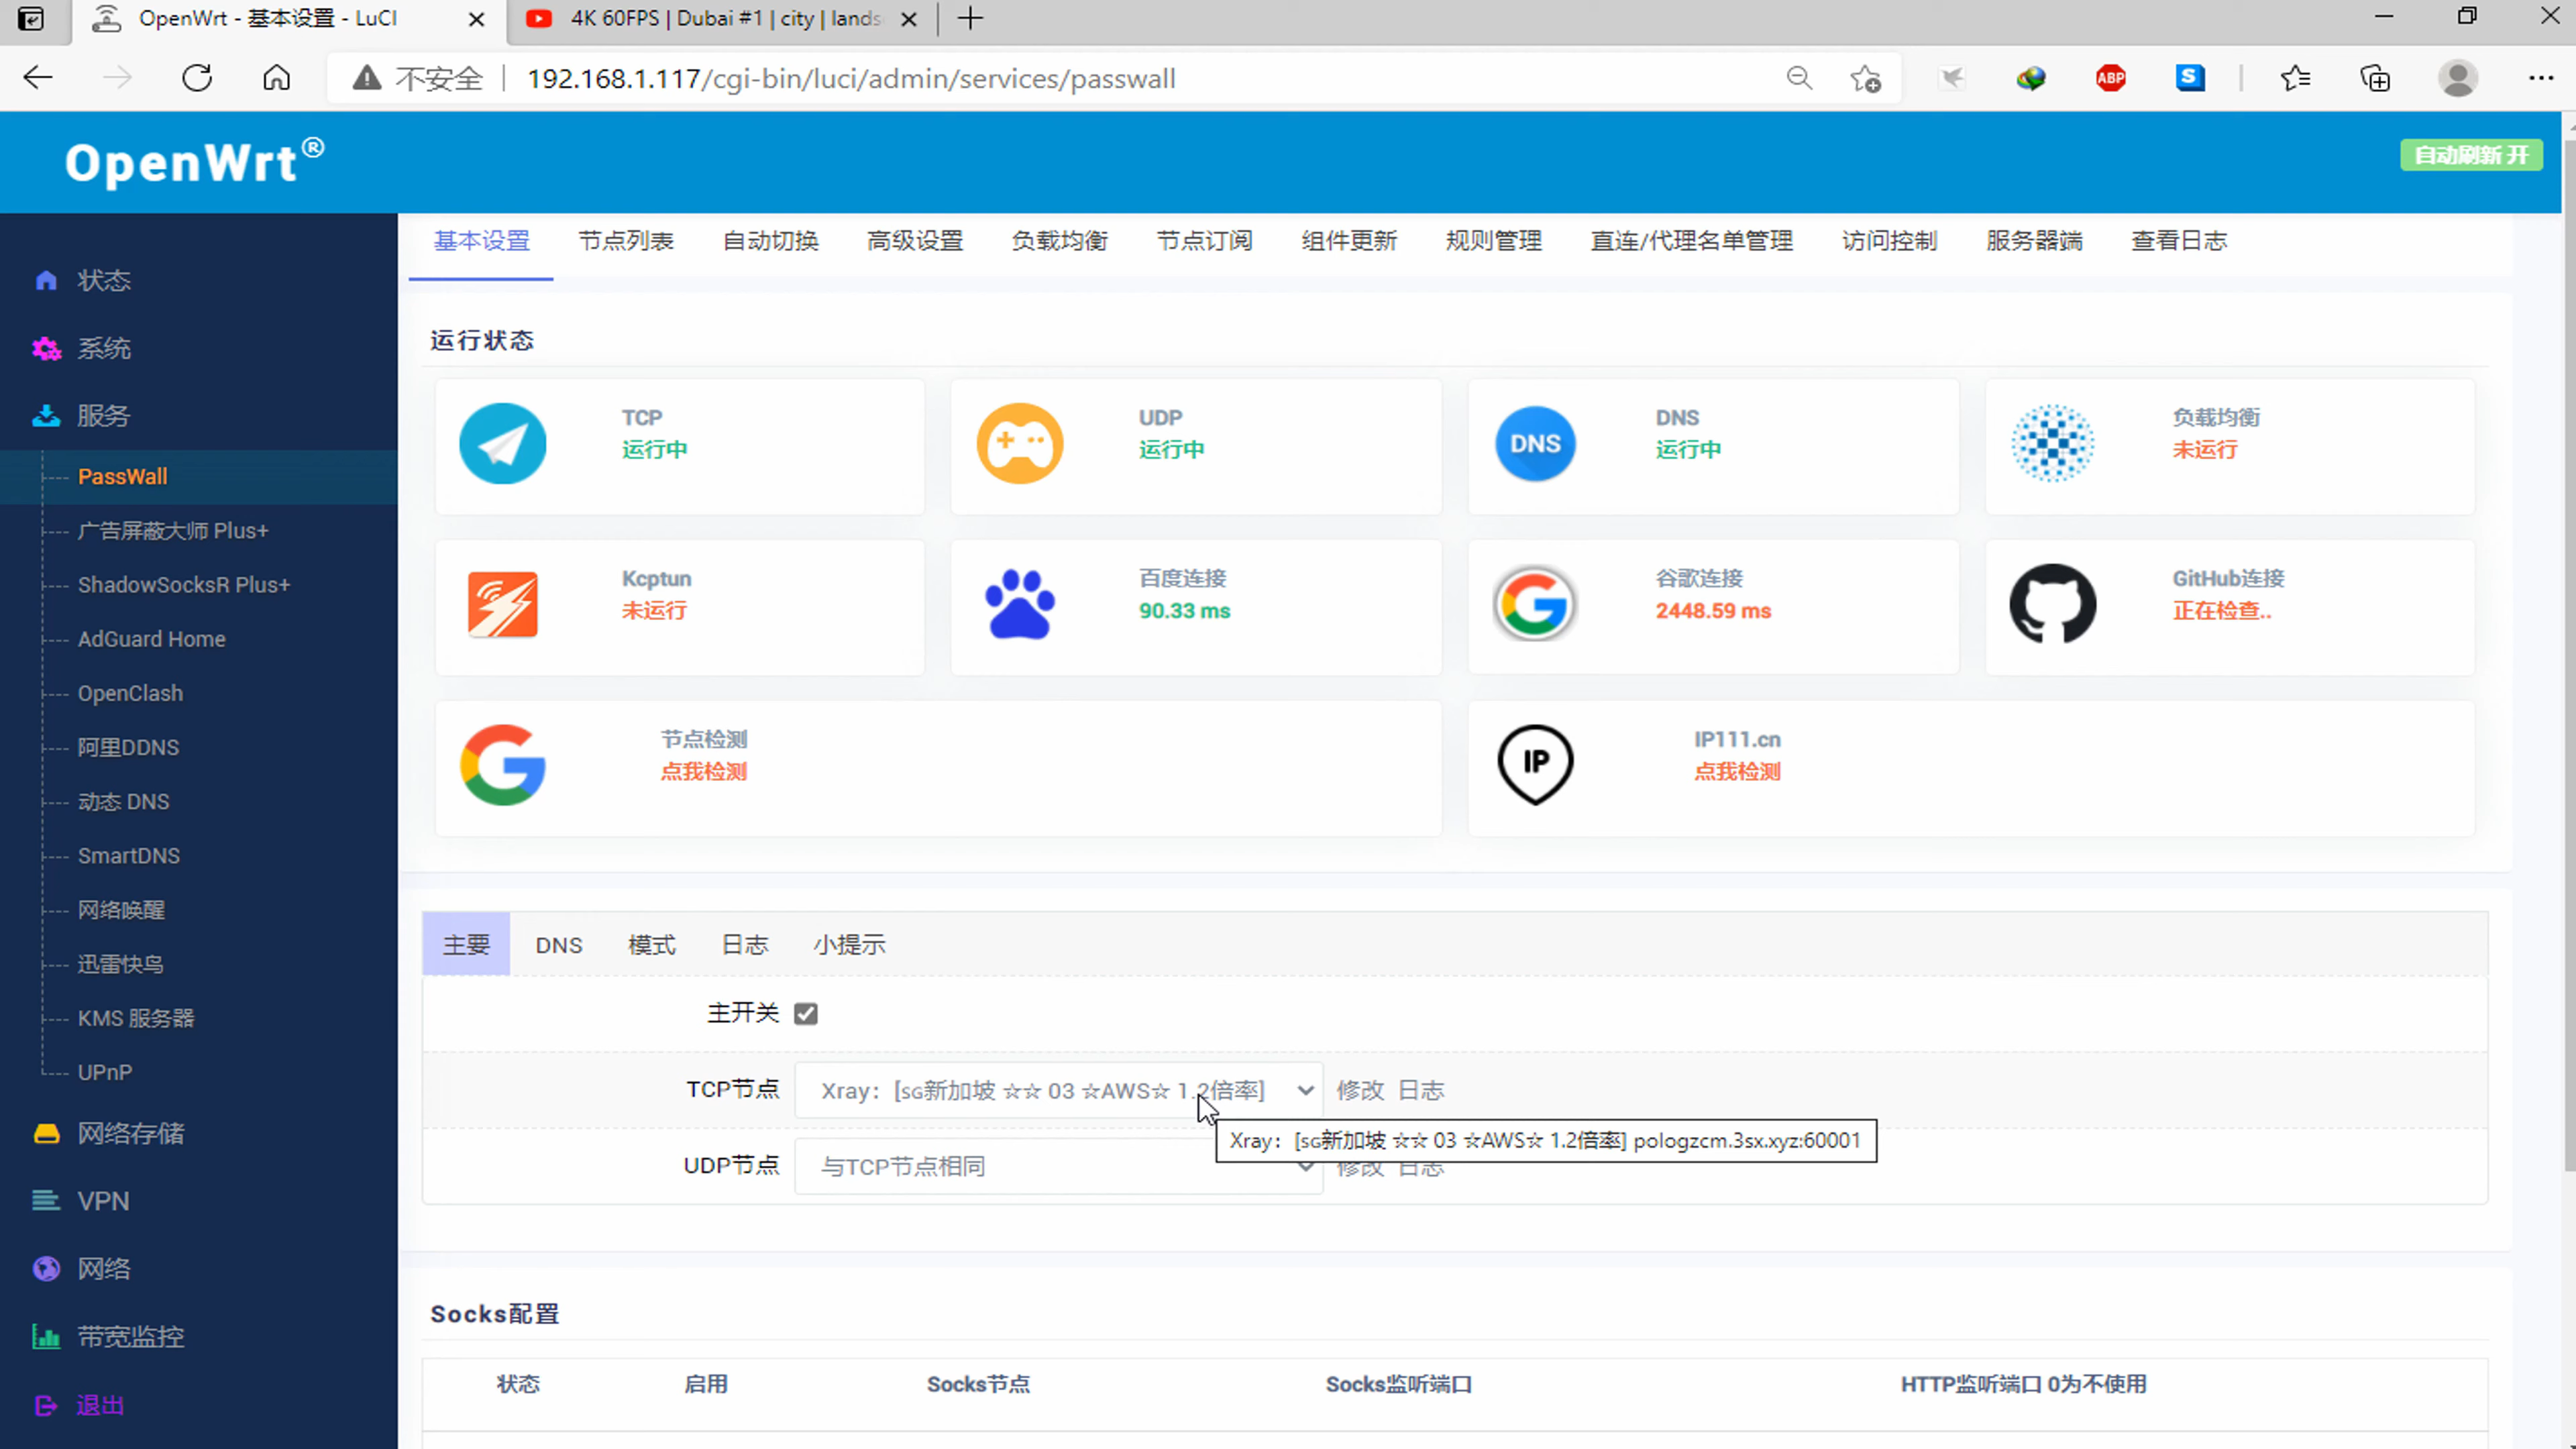 OpenWrt - 基本设置 - LuCI
4K 60FPS | Dubai #1 | city | lands
不安全
192.168.1.117/cgi-bin/luci/admin/services/passwall
ABP
S
OpenWrt®
自动刷新 开
状态
系统
服务
PassWall
广告屏蔽大师 Plus+
ShadowSocksR Plus+
AdGuard Home
OpenClash
阿里DDNS
动态 DNS
SmartDNS
网络唤醒
迅雷快鸟
KMS 服务器
UPnP
网络存储
VPN
网络
带宽监控
退出
基本设置 节点列表 自动切换 高级设置 负载均衡 节点订阅 组件更新 规则管理 直连/代理名单管理 访问控制 服务器端 查看日志
运行状态
TCP
运行中
UDP
运行中
DNS
DNS
运行中
负载均衡
未运行
Kcptun
未运行
百度连接
90.33 ms
谷歌连接
2448.59 ms
GitHub连接
正在检查..
节点检测
点我检测
IP
IP111.cn
点我检测
主要 DNS 模式 日志 小提示
主开关
TCP节点 Xray：[SG新加坡 ☆☆ 03 ☆AWS☆ 1.2倍率] 修改 日志
Xray：[SG新加坡 ☆☆ 03 ☆AWS☆ 1.2倍率] pologzcm.3sx.xyz:60001
UDP节点 与TCP节点相同 修改 日志
Socks配置
状态 启用 Socks节点 Socks监听端口 HTTP监听端口 0为不使用